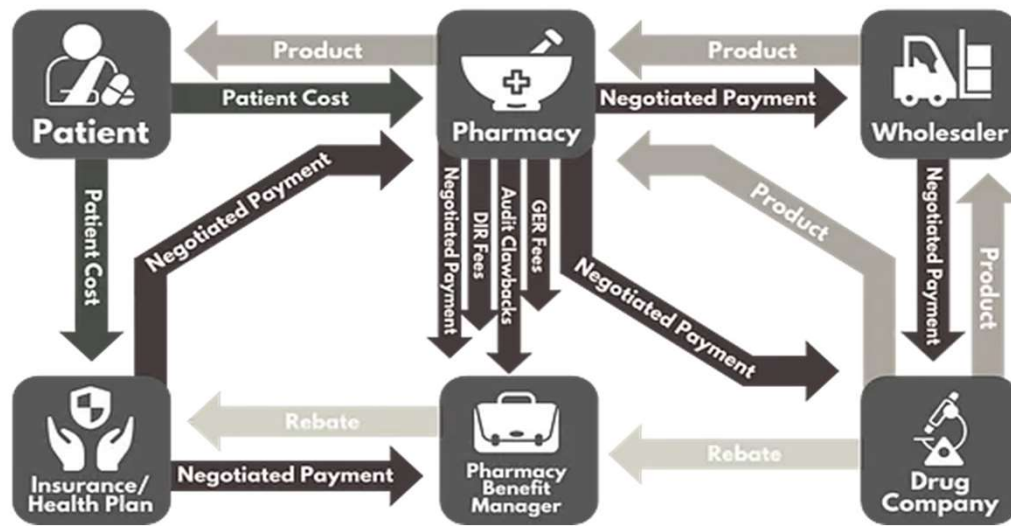 Product
Product
Patient Cost
Negotiated Payment
Patient
Pharmacy
Wholesaler
Patient Cost
Negotiated Payment
Negotiated Payment
DIR Fees
Audit Clawbacks
GER Fees
Negotiated Payment
Product
Negotiated Payment
Product
Rebate
Rebate
Negotiated Payment
Insurance/
Health Plan
Pharmacy
Benefit
Manager
Drug
Company